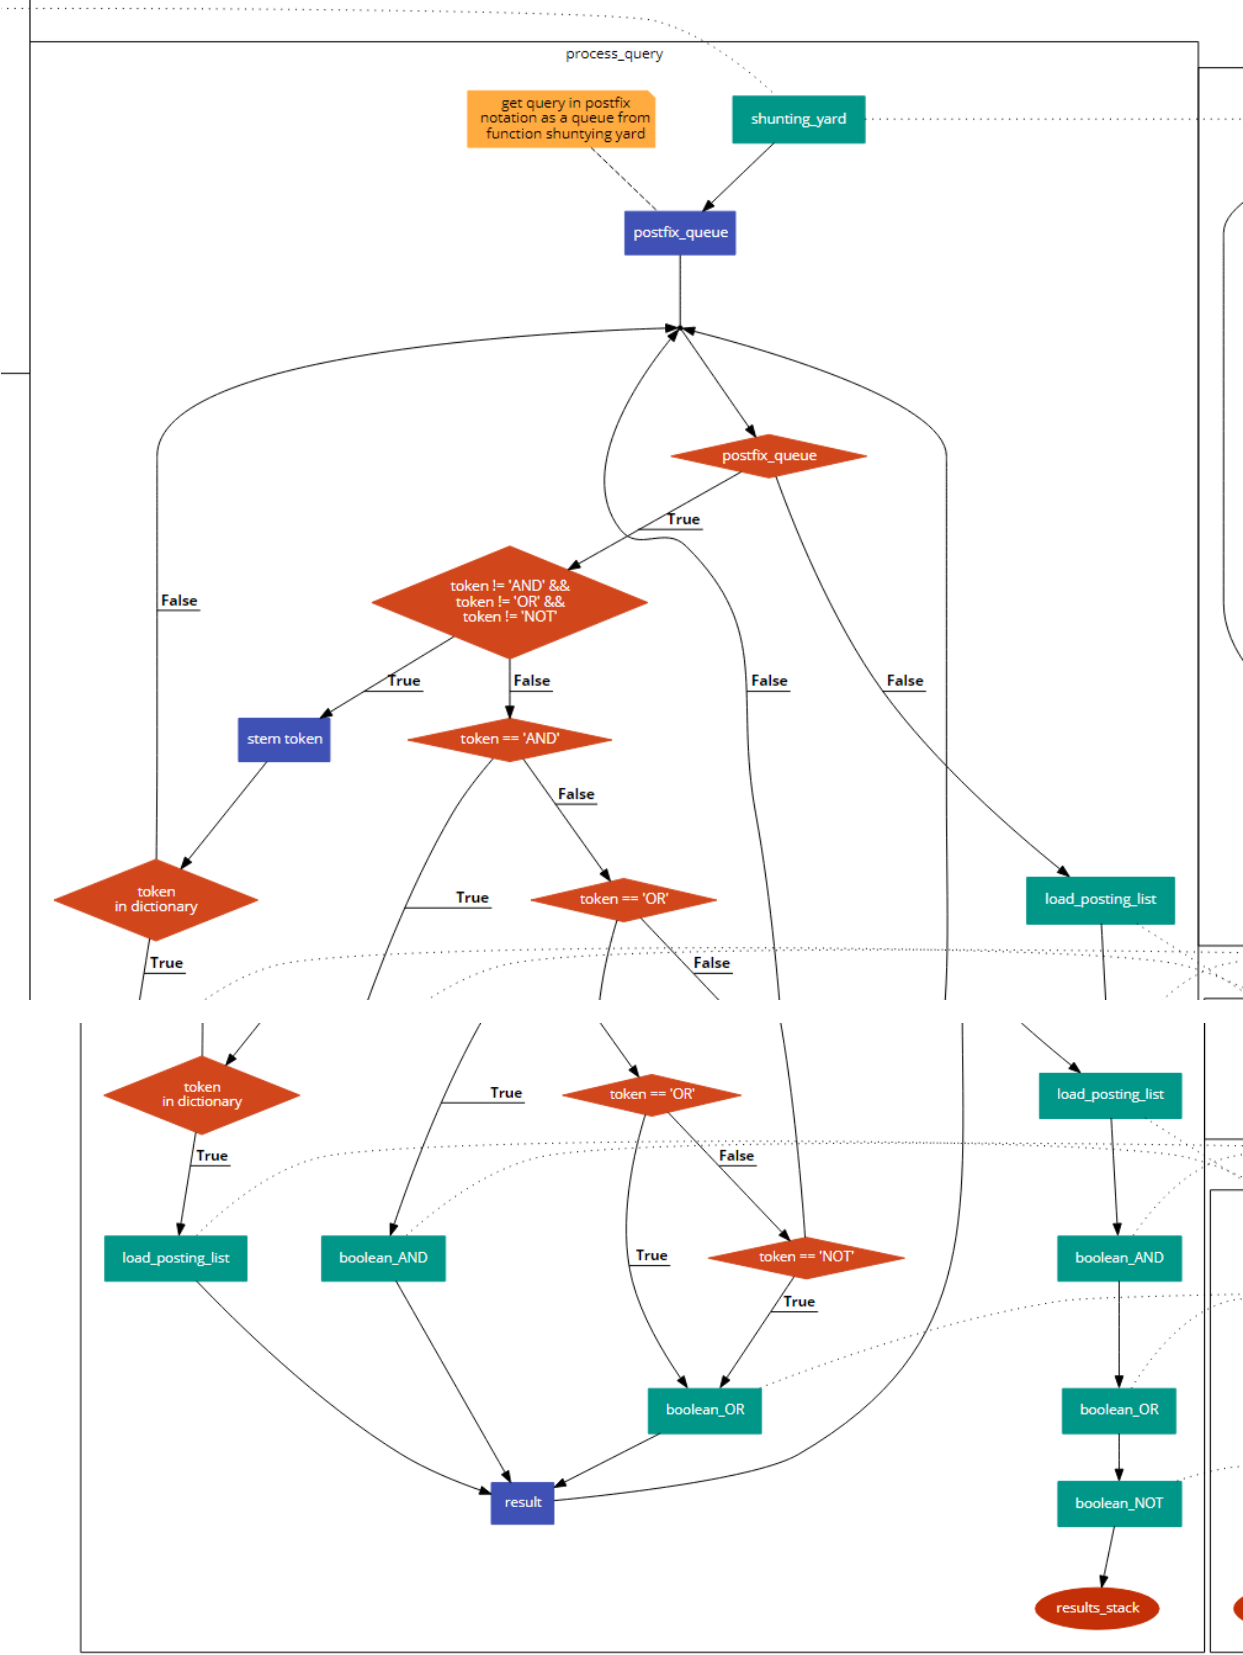 process_query
get query in postfix
notation as a queue from
function shuntying yard
shunting_yard
postfix_queue
postfix_queue
True
token != 'AND' &&
token != 'OR' &&
token != 'NOT'
False
True
False
False
False
stem token
token == 'AND'
False
token
in dictionary
True
token == 'OR'
load_posting_list
True
False
token
in dictionary
True
token == 'OR'
load_posting_list
True
False
load_posting_list
boolean_AND
True
token == 'NOT'
boolean_AND
True
boolean_OR
boolean_OR
result
boolean_NOT
results_stack